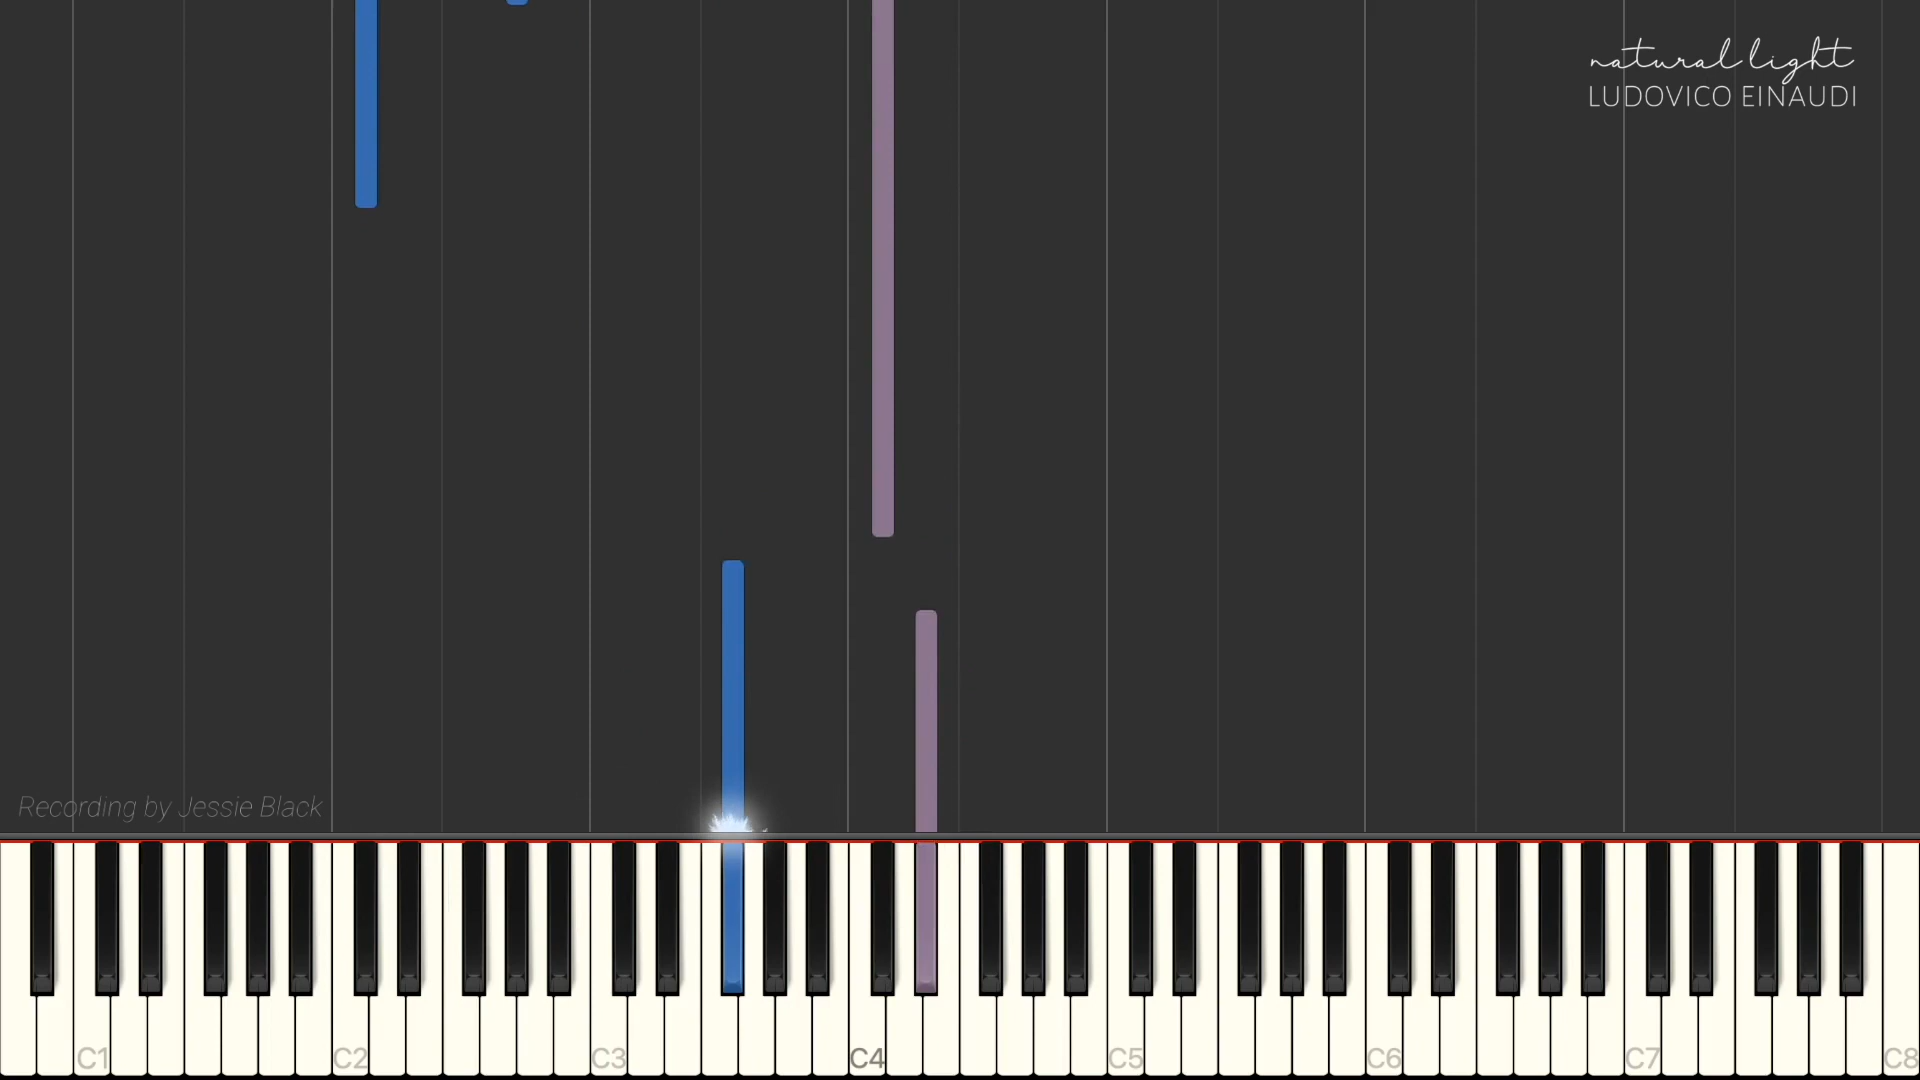 natural light
LUDOVICO EINAUDI
Recording by Jessie Black
C1 C2 C3 C4 C5 C6 C7 C8